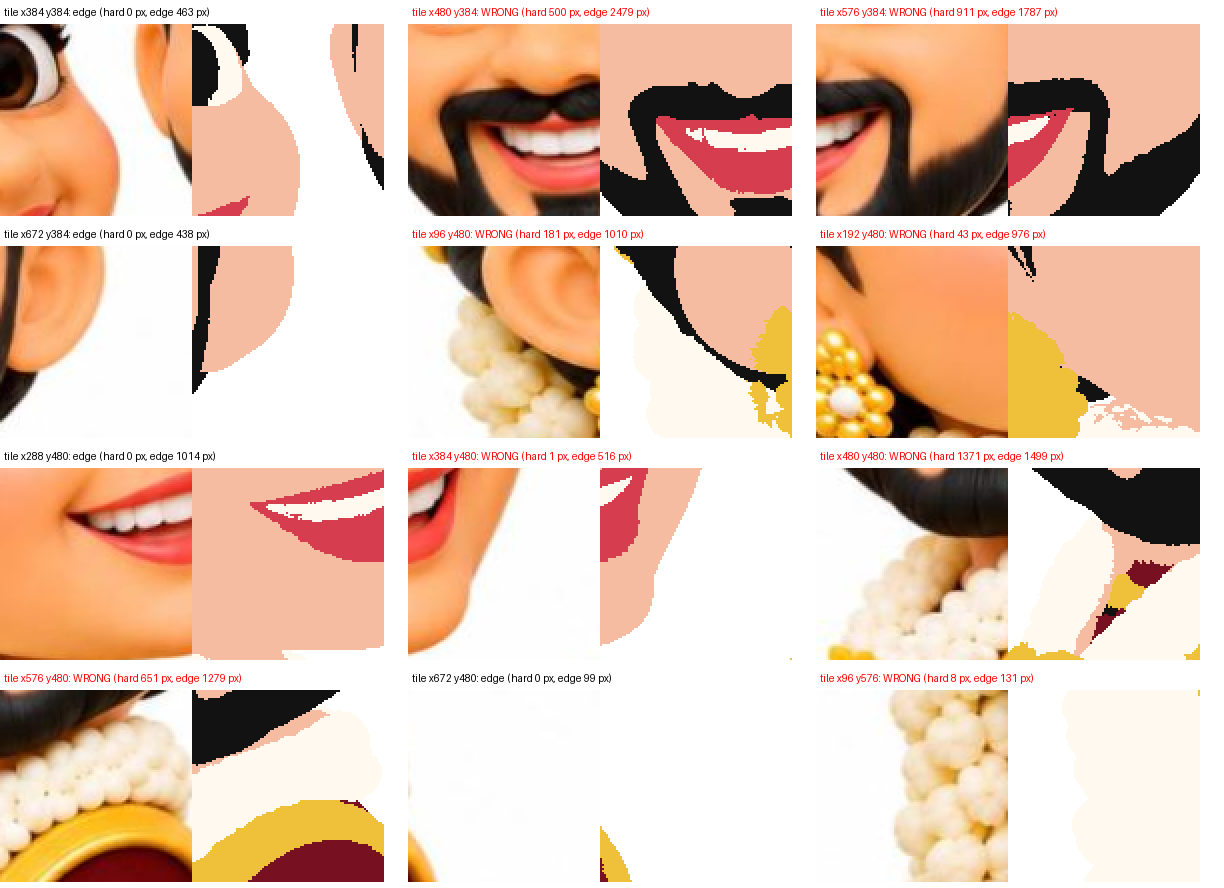 tile x384 y384: edge (hard 0 px, edge 463 px)
tile x480 y384: WRONG (hard 500 px, edge 2479 px)
tile x576 y384: WRONG (hard 911 px, edge 1787 px)
tile x672 y384: edge (hard 0 px, edge 438 px)
tile x96 y480: WRONG (hard 181 px, edge 1010 px)
tile x192 y480: WRONG (hard 43 px, edge 976 px)
tile x288 y480: edge (hard 0 px, edge 1014 px)
tile x384 y480: WRONG (hard 1 px, edge 516 px)
tile x480 y480: WRONG (hard 1371 px, edge 1499 px)
tile x576 y480: WRONG (hard 651 px, edge 1279 px)
tile x672 y480: edge (hard 0 px, edge 99 px)
tile x96 y576: WRONG (hard 8 px, edge 131 px)